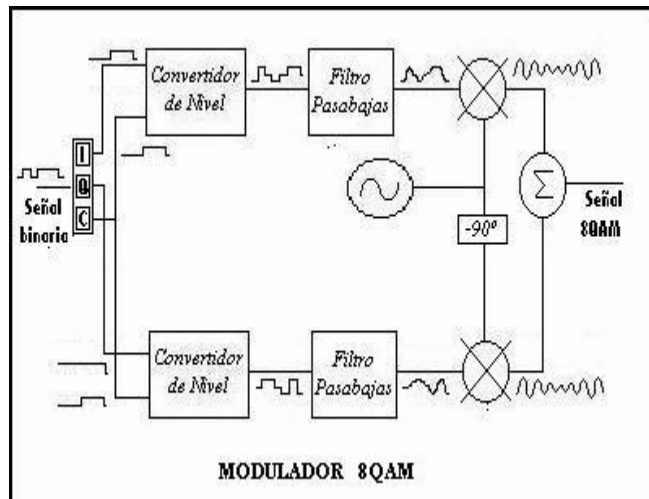 Convertidor
de Nivel
Filtro
Pasabajas
I
Q
C
Señal
binaria
Σ
Señal
8QAM
-90º
Convertidor
de Nivel
Filtro
Pasabajas
MODULADOR 8QAM